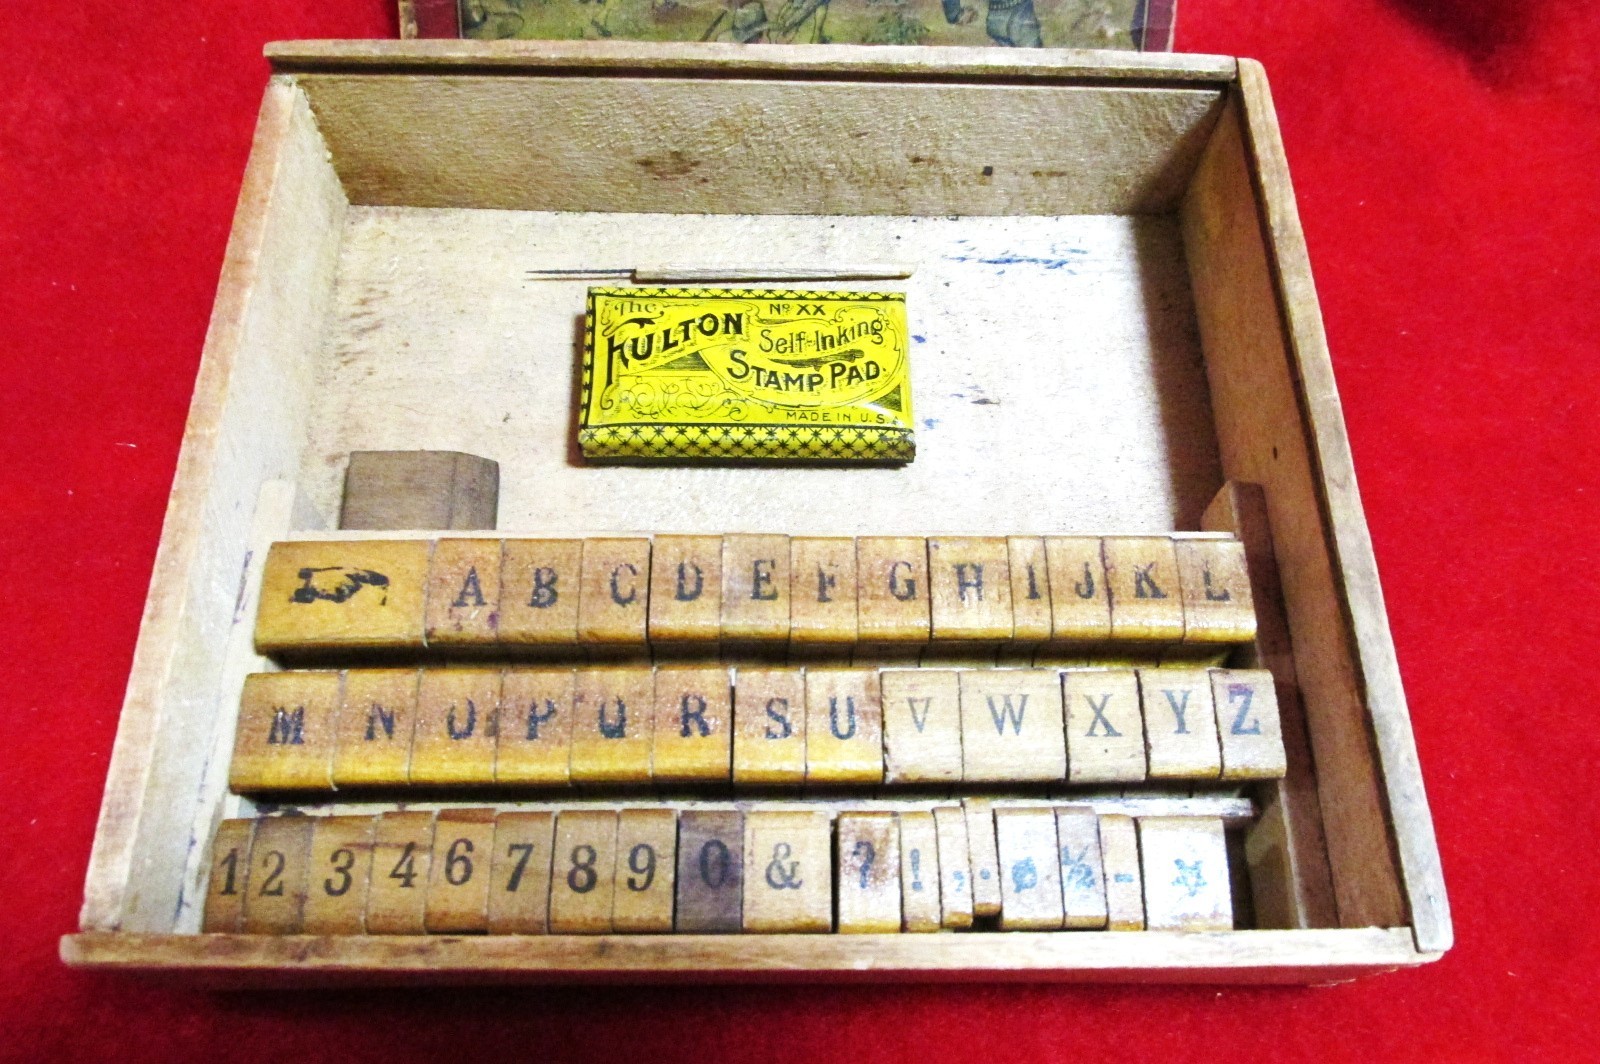 The
FULTON
Nº XX
Self-Inking
STAMP PAD.
MADE IN U.S.A.
A B C D E F G H I J K L
M N O P Q R S U V W X Y Z
1 2 3 4 6 7 8 9 0 & ? ! , . ½ -